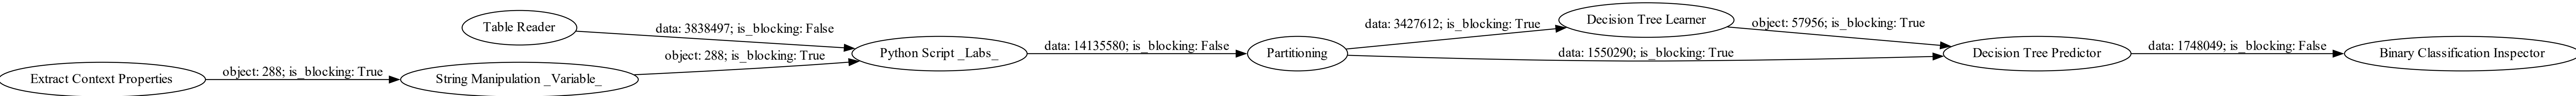 Table Reader
data: 3838497; is_blocking: False
Extract Context Properties
object: 288; is_blocking: True
String Manipulation _Variable_
object: 288; is_blocking: True
Python Script _Labs_
data: 14135580; is_blocking: False
Partitioning
data: 3427612; is_blocking: True
Decision Tree Learner
object: 57956; is_blocking: True
data: 1550290; is_blocking: True
Decision Tree Predictor
data: 1748049; is_blocking: False
Binary Classification Inspector